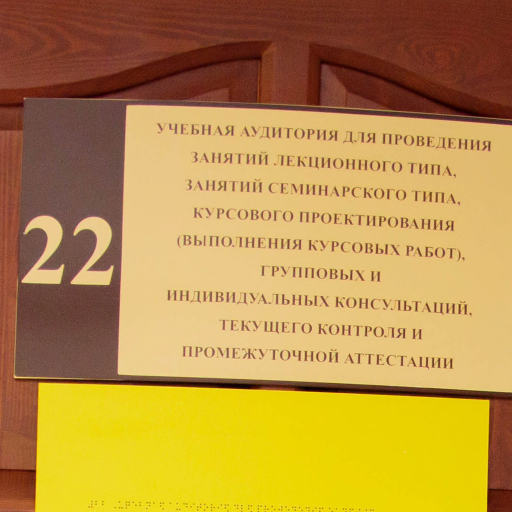 22
УЧЕБНАЯ АУДИТОРИЯ ДЛЯ ПРОВЕДЕНИЯ
ЗАНЯТИЙ ЛЕКЦИОННОГО ТИПА,
ЗАНЯТИЙ СЕМИНАРСКОГО ТИПА,
КУРСОВОГО ПРОЕКТИРОВАНИЯ
(ВЫПОЛНЕНИЯ КУРСОВЫХ РАБОТ),
ГРУППОВЫХ И
ИНДИВИДУАЛЬНЫХ КОНСУЛЬТАЦИЙ,
ТЕКУЩЕГО КОНТРОЛЯ И
ПРОМЕЖУТОЧНОЙ АТТЕСТАЦИИ